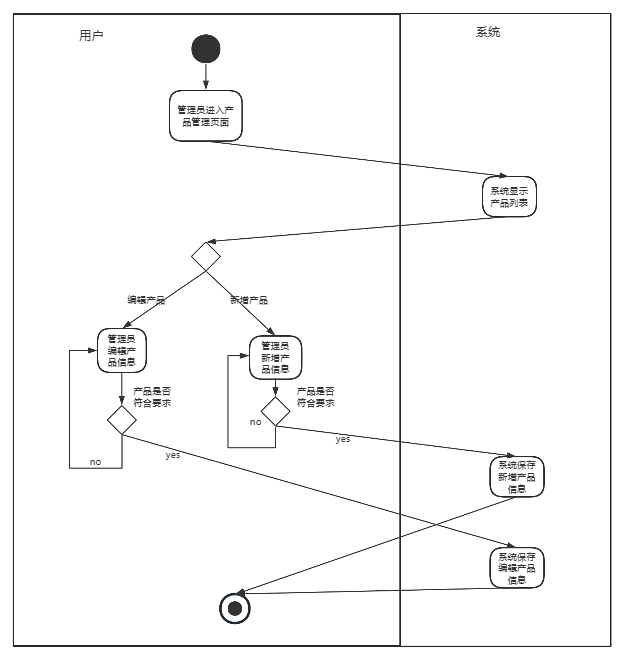 用户
系统
管理员进入产
品管理页面
系统显示
产品列表
编辑产品
新增产品
管理员
编辑产
品信息
管理员
新增产
品信息
产品是否
符合要求
产品是否
符合要求
no
yes
no
yes
系统保存
新增产品
信息
系统保存
编辑产品
信息